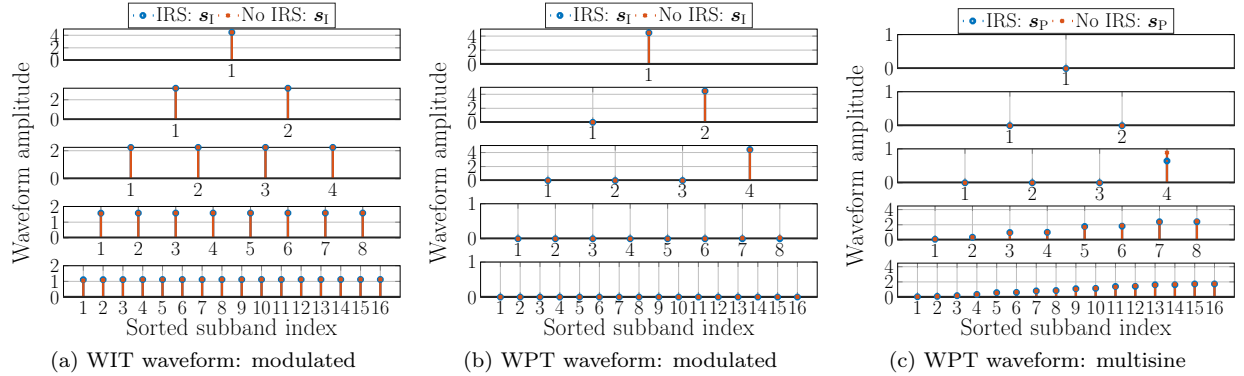 IRS: s_I No IRS: s_I
4
2
0
1
2
0
1 2
2
0
1 2 3 4
2
1
0
1 2 3 4 5 6 7 8
2
1
0
1 2 3 4 5 6 7 8 9 10 11 12 13 14 15 16
Waveform amplitude
Sorted subband index
(a) WIT waveform: modulated
IRS: s_I No IRS: s_I
4
2
0
1
4
2
0
1 2
4
2
0
1 2 3 4
1
0
1 2 3 4 5 6 7 8
1
0
1 2 3 4 5 6 7 8 9 10 11 12 13 14 15 16
Waveform amplitude
Sorted subband index
(b) WPT waveform: modulated
IRS: s_P No IRS: s_P
1
0
1
1
0
1 2
1
0
1 2 3 4
4
2
0
1 2 3 4 5 6 7 8
4
2
0
1 2 3 4 5 6 7 8 9 10 11 12 13 14 15 16
Waveform amplitude
Sorted subband index
(c) WPT waveform: multisine